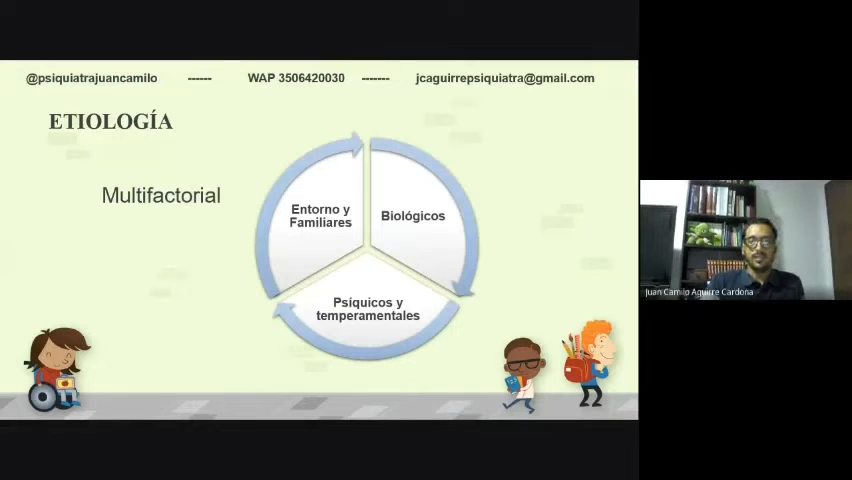 @psiquiatrajuancamilo ------ WAP 3506420030 ------- jcaguirrepsiquiatra@gmail.com
ETIOLOGÍA
Multifactorial
Entorno y
Familiares
Biológicos
Psíquicos y
temperamentales
Juan Camilo Aguirre Cardona